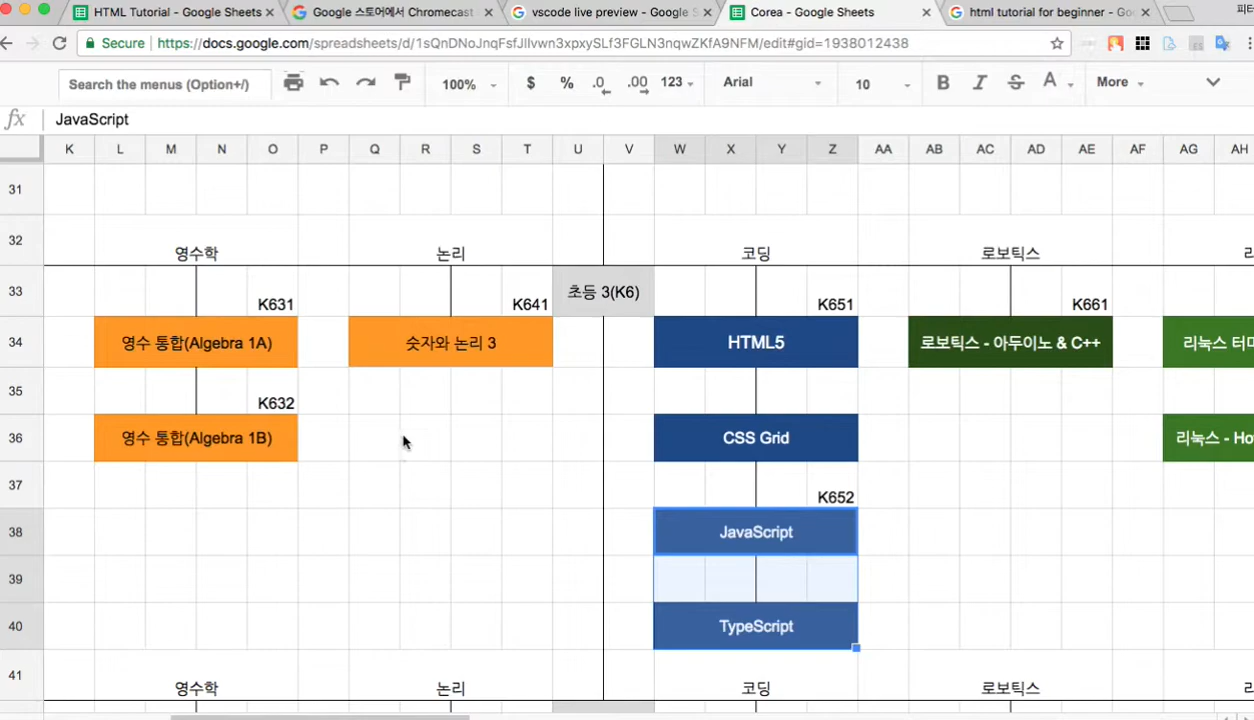 HTML Tutorial - Google Sheets
Google 스토어에서 Chromecast
vscode live preview - Google S
Corea - Google Sheets
html tutorial for beginner - Go
피터
Secure
https://docs.google.com/spreadsheets/d/1sQnDNoJnqFsfJIlvwn3xpxySLf3FGLN3nqwZKfA9NFM/edit#gid=1938012438
Search the menus (Option+/)
100%
$ % .0 .00 123
Arial
10
B I S A
More
fx JavaScript
K L M N O P Q R S T U V W X Y Z AA AB AC AD AE AF AG AH
31
32 영수학 논리 코딩 로보틱스 리
33 K631 K641 초등 3(K6) K651 K661
34 영수 통합(Algebra 1A) 숫자와 논리 3 HTML5 로보틱스 - 아두이노 & C++ 리눅스 터미
35 K632
36 영수 통합(Algebra 1B) CSS Grid 리눅스 - Ho
37 K652
38 JavaScript
39
40 TypeScript
41 영수학 논리 코딩 로보틱스 리